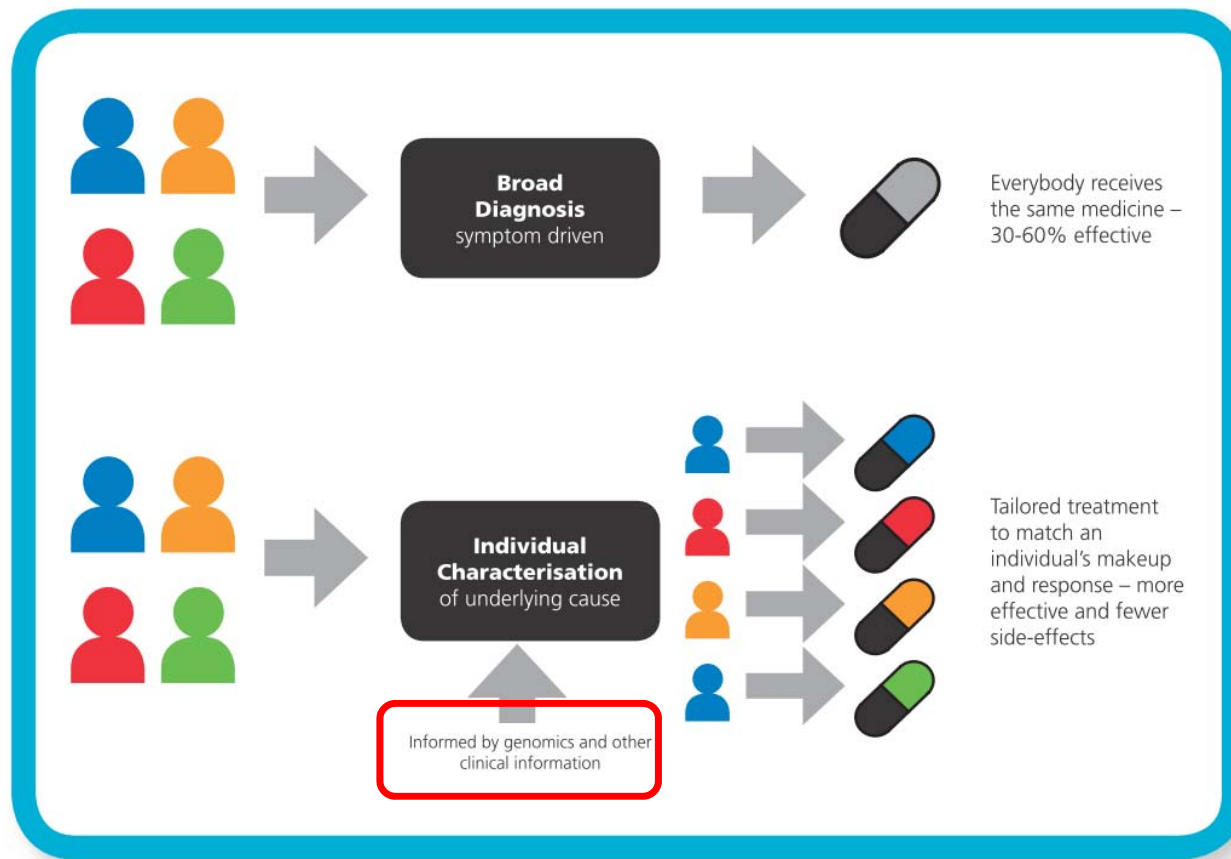 Broad
Diagnosis
symptom driven
Everybody receives
the same medicine –
30-60% effective
Individual
Characterisation
of underlying cause
Tailored treatment
to match an
individual’s makeup
and response – more
effective and fewer
side-effects
Informed by genomics and other
clinical information